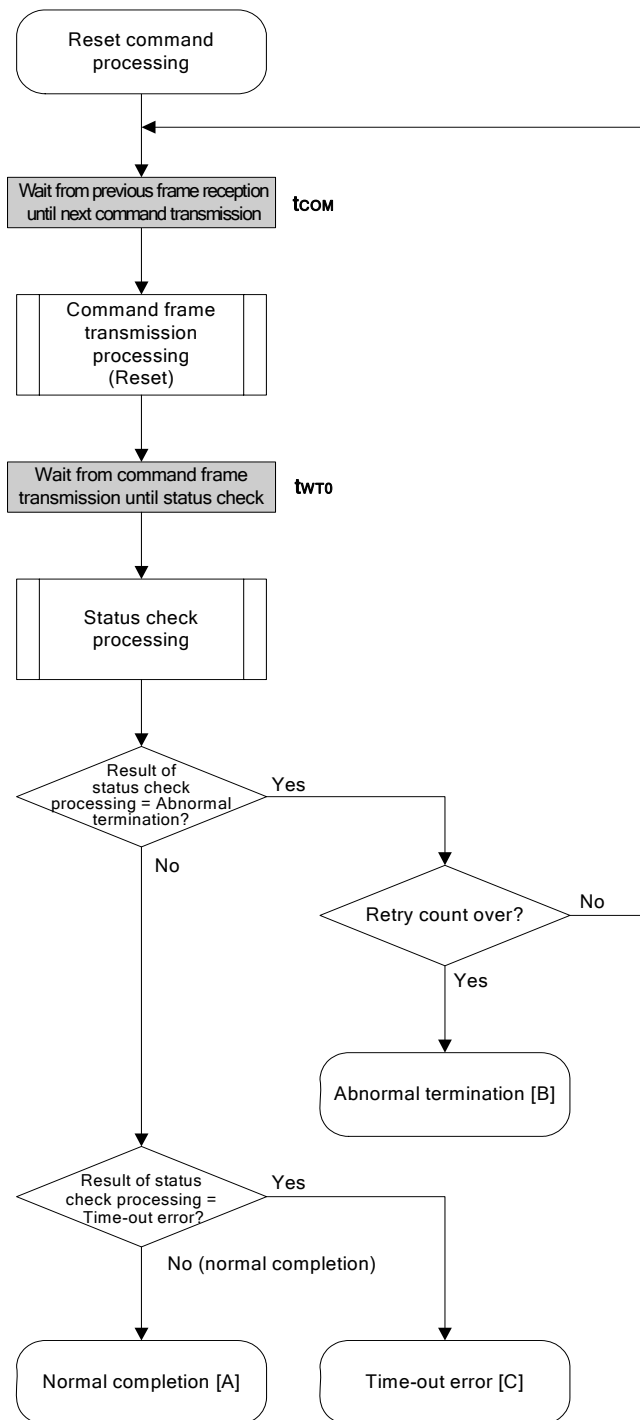 Reset command
processing
Wait from previous frame reception
until next command transmission
tCOM
Command frame
transmission
processing
(Reset)
Wait from command frame
transmission until status check
tWT0
Status check
processing
Result of
status check
processing = Abnormal
termination?
Yes
No
Retry count over?
No
Yes
Abnormal termination [B]
Result of status
check processing =
Time-out error?
Yes
No (normal completion)
Normal completion [A]
Time-out error [C]